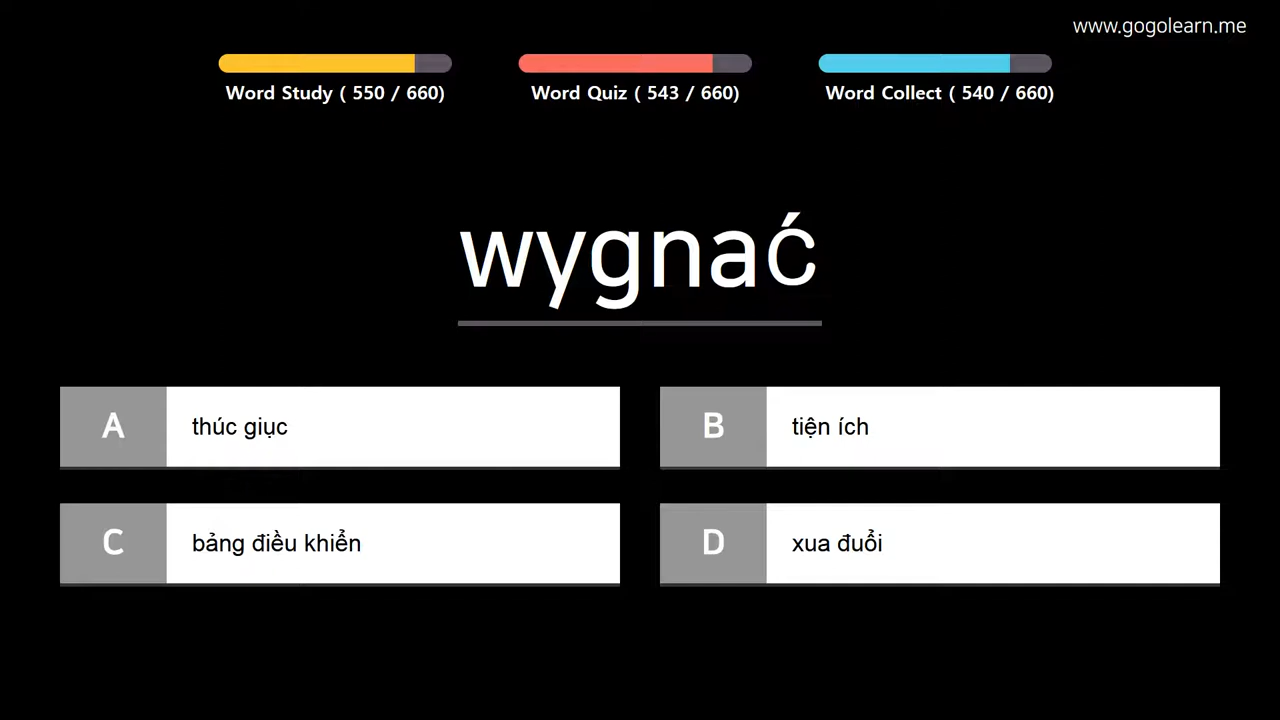 www.gogolearn.me
Word Study ( 550 / 660)
Word Quiz ( 543 / 660)
Word Collect ( 540 / 660)
wygnać
A thúc giục
B tiện ích
C bảng điều khiển
D xua đuổi